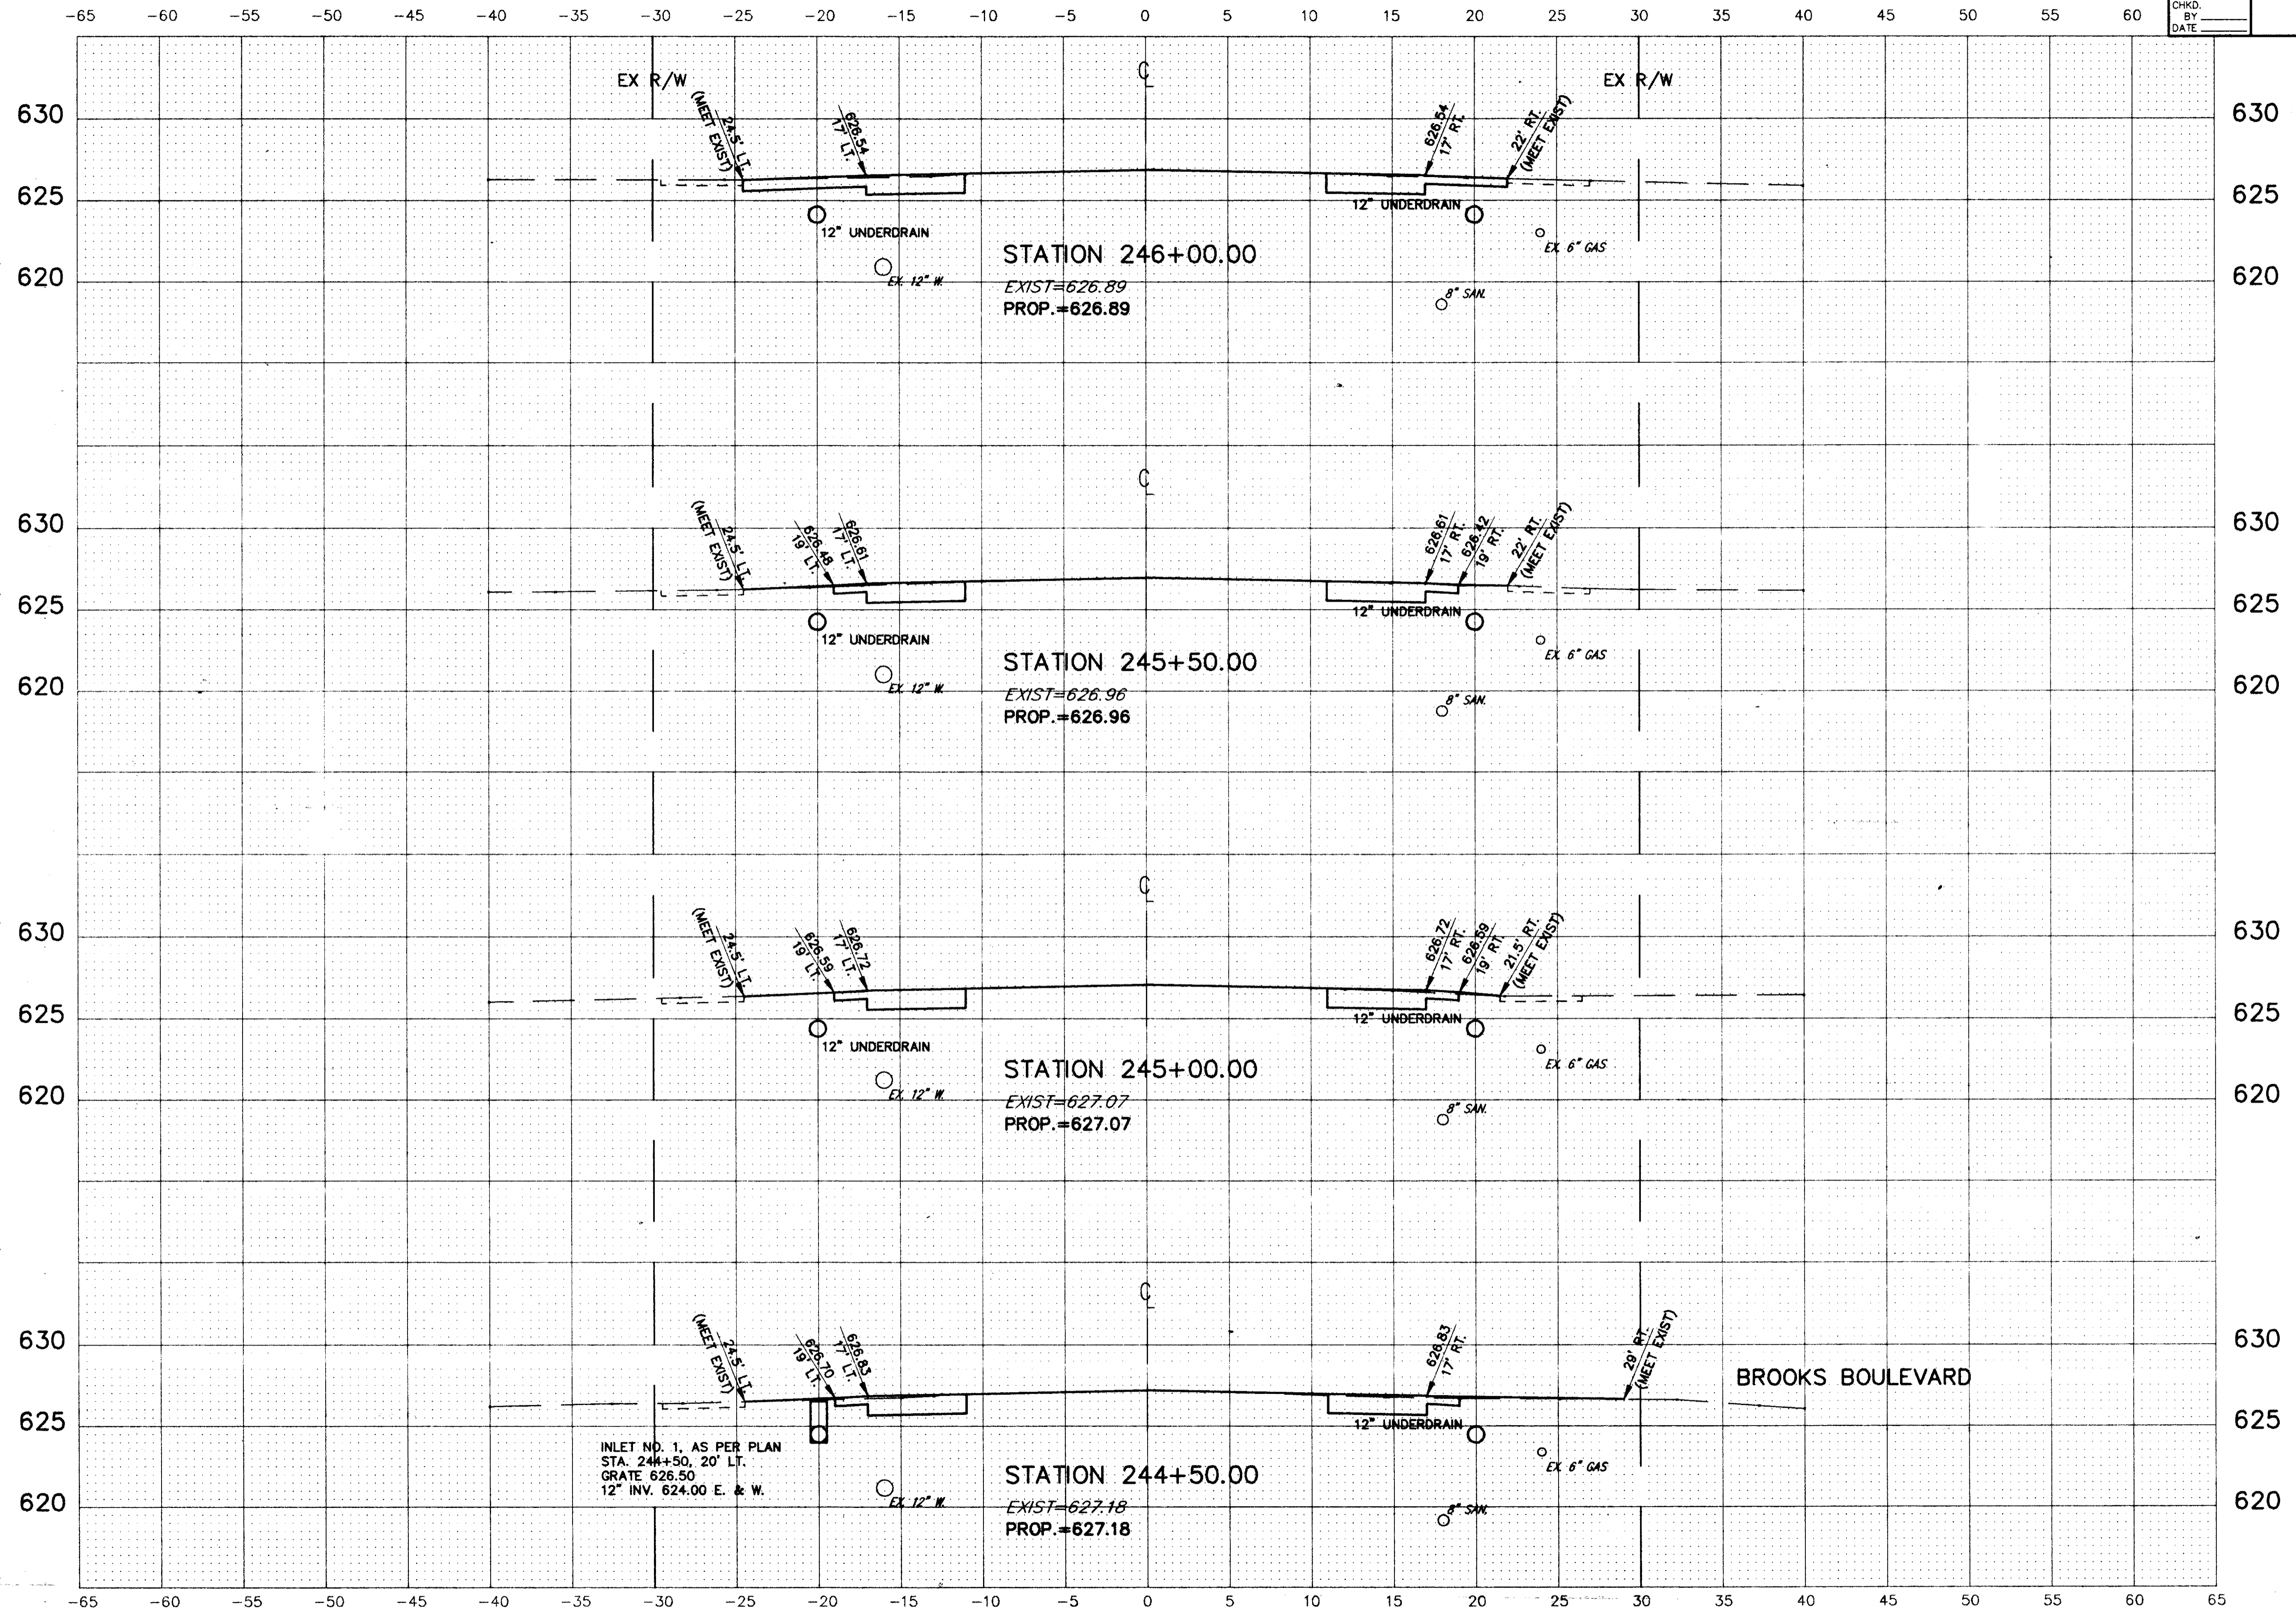 -65 -60 -55 -50 -45 -40 -35 -30 -25 -20 -15 -10 -5 0 5 10 15 20 25 30 35 40 45 50 55 60
CHKD.
BY
DATE
EX R/W
EX R/W
630
24.5' LT.
(MEET EXIST)
626.54
17' LT.
626.54
17' RT.
22' RT.
(MEET EXIST)
630
625
12" UNDERDRAIN
625
12" UNDERDRAIN
STATION 246+00.00
EX. 6" GAS
620
EX. 12" W.
EXIST=626.89
8" SAN.
620
PROP.=626.89
630
24.5' LT.
(MEET EXIST)
626.48
19' LT.
626.61
17' LT.
626.61
17' RT.
626.42
19' RT.
22' RT.
(MEET EXIST)
630
625
12" UNDERDRAIN
625
12" UNDERDRAIN
STATION 245+50.00
EX. 6" GAS
620
EX. 12" W.
EXIST=626.96
8" SAN.
620
PROP.=626.96
630
24.5' LT.
(MEET EXIST)
626.59
19' LT.
626.72
17' LT.
626.72
17' RT.
626.59
19' RT.
21.5' RT.
(MEET EXIST)
630
625
12" UNDERDRAIN
625
12" UNDERDRAIN
STATION 245+00.00
EX. 6" GAS
620
EX. 12" W.
EXIST=627.07
8" SAN.
620
PROP.=627.07
630
24.5' LT.
(MEET EXIST)
626.70
19' LT.
626.83
17' LT.
626.83
17' RT.
29' RT.
(MEET EXIST)
630
BROOKS BOULEVARD
625
12" UNDERDRAIN
625
INLET NO. 1, AS PER PLAN
STA. 244+50, 20' LT.
GRATE 626.50
12" INV. 624.00 E. & W.
STATION 244+50.00
EX. 6" GAS
620
EX. 12" W.
EXIST=627.18
8" SAN.
620
PROP.=627.18
-65 -60 -55 -50 -45 -40 -35 -30 -25 -20 -15 -10 -5 0 5 10 15 20 25 30 35 40 45 50 55 60 65